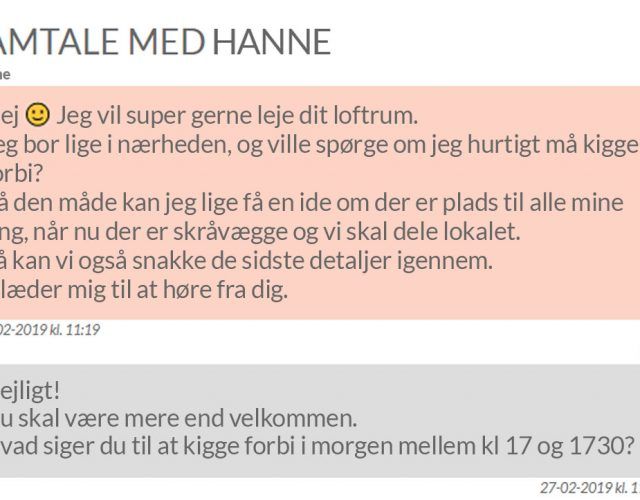 AMTALE MED HANNE
ne
ej 🙂 Jeg vil super gerne leje dit loftrum.
eg bor lige i nærheden, og ville spørge om jeg hurtigt må kigge
orbi?
å den måde kan jeg lige få en ide om der er plads til alle mine
ng, når nu der er skråvægge og vi skal dele lokalet.
å kan vi også snakke de sidste detaljer igennem.
læder mig til at høre fra dig.
02-2019 kl. 11:19
ejligt!
u skal være mere end velkommen.
vad siger du til at kigge forbi i morgen mellem kl 17 og 1730?
27-02-2019 kl. 1